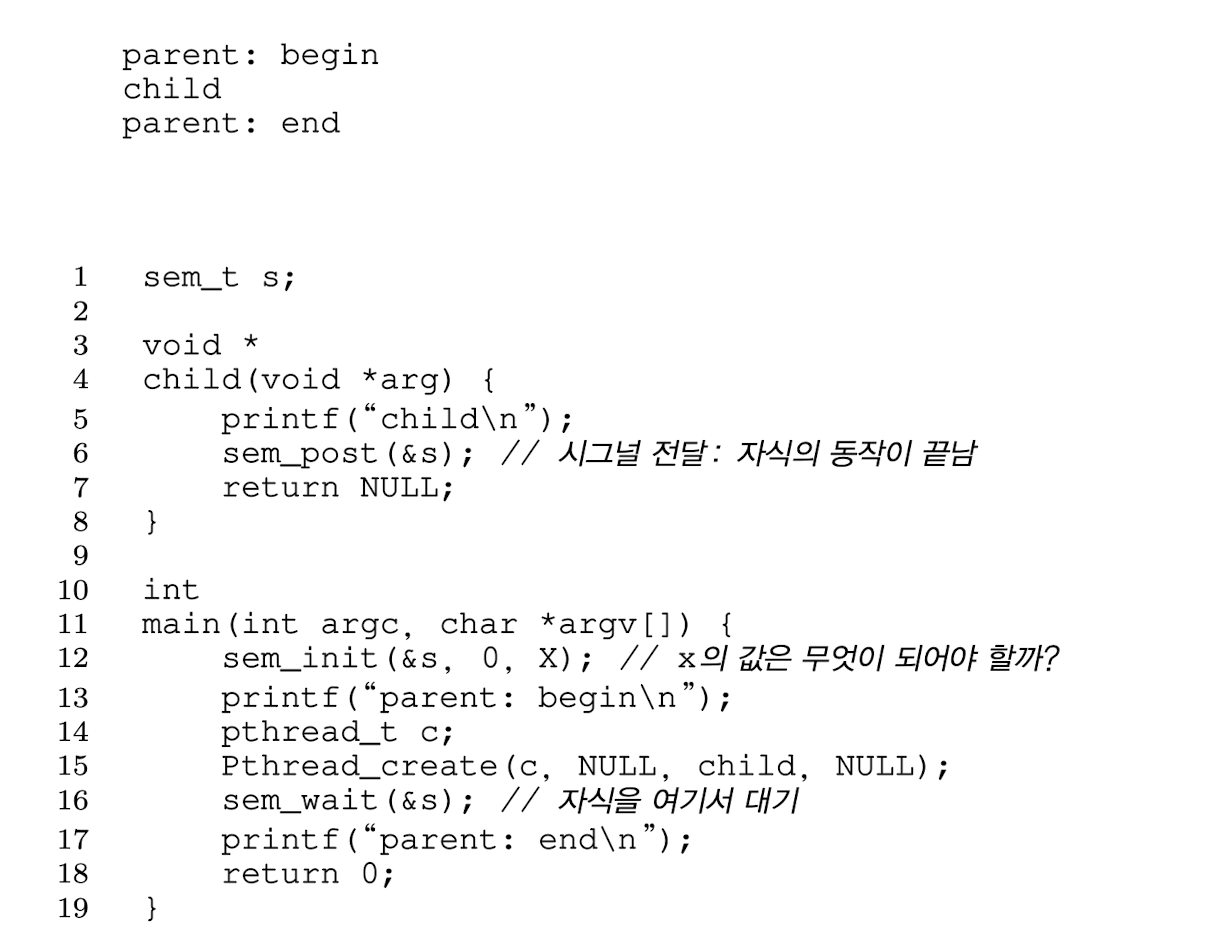 parent: begin
child
parent: end
1 sem_t s;
2
3 void *
4 child(void *arg) {
5 printf(“child\n”);
6 sem_post(&s); // 시그널 전달: 자식의 동작이 끝남
7 return NULL;
8 }
9
10 int
11 main(int argc, char *argv[]) {
12 sem_init(&s, 0, X); // x의 값은 무엇이 되어야 할까?
13 printf(“parent: begin\n”);
14 pthread_t c;
15 Pthread_create(c, NULL, child, NULL);
16 sem_wait(&s); // 자식을 여기서 대기
17 printf(“parent: end\n”);
18 return 0;
19 }